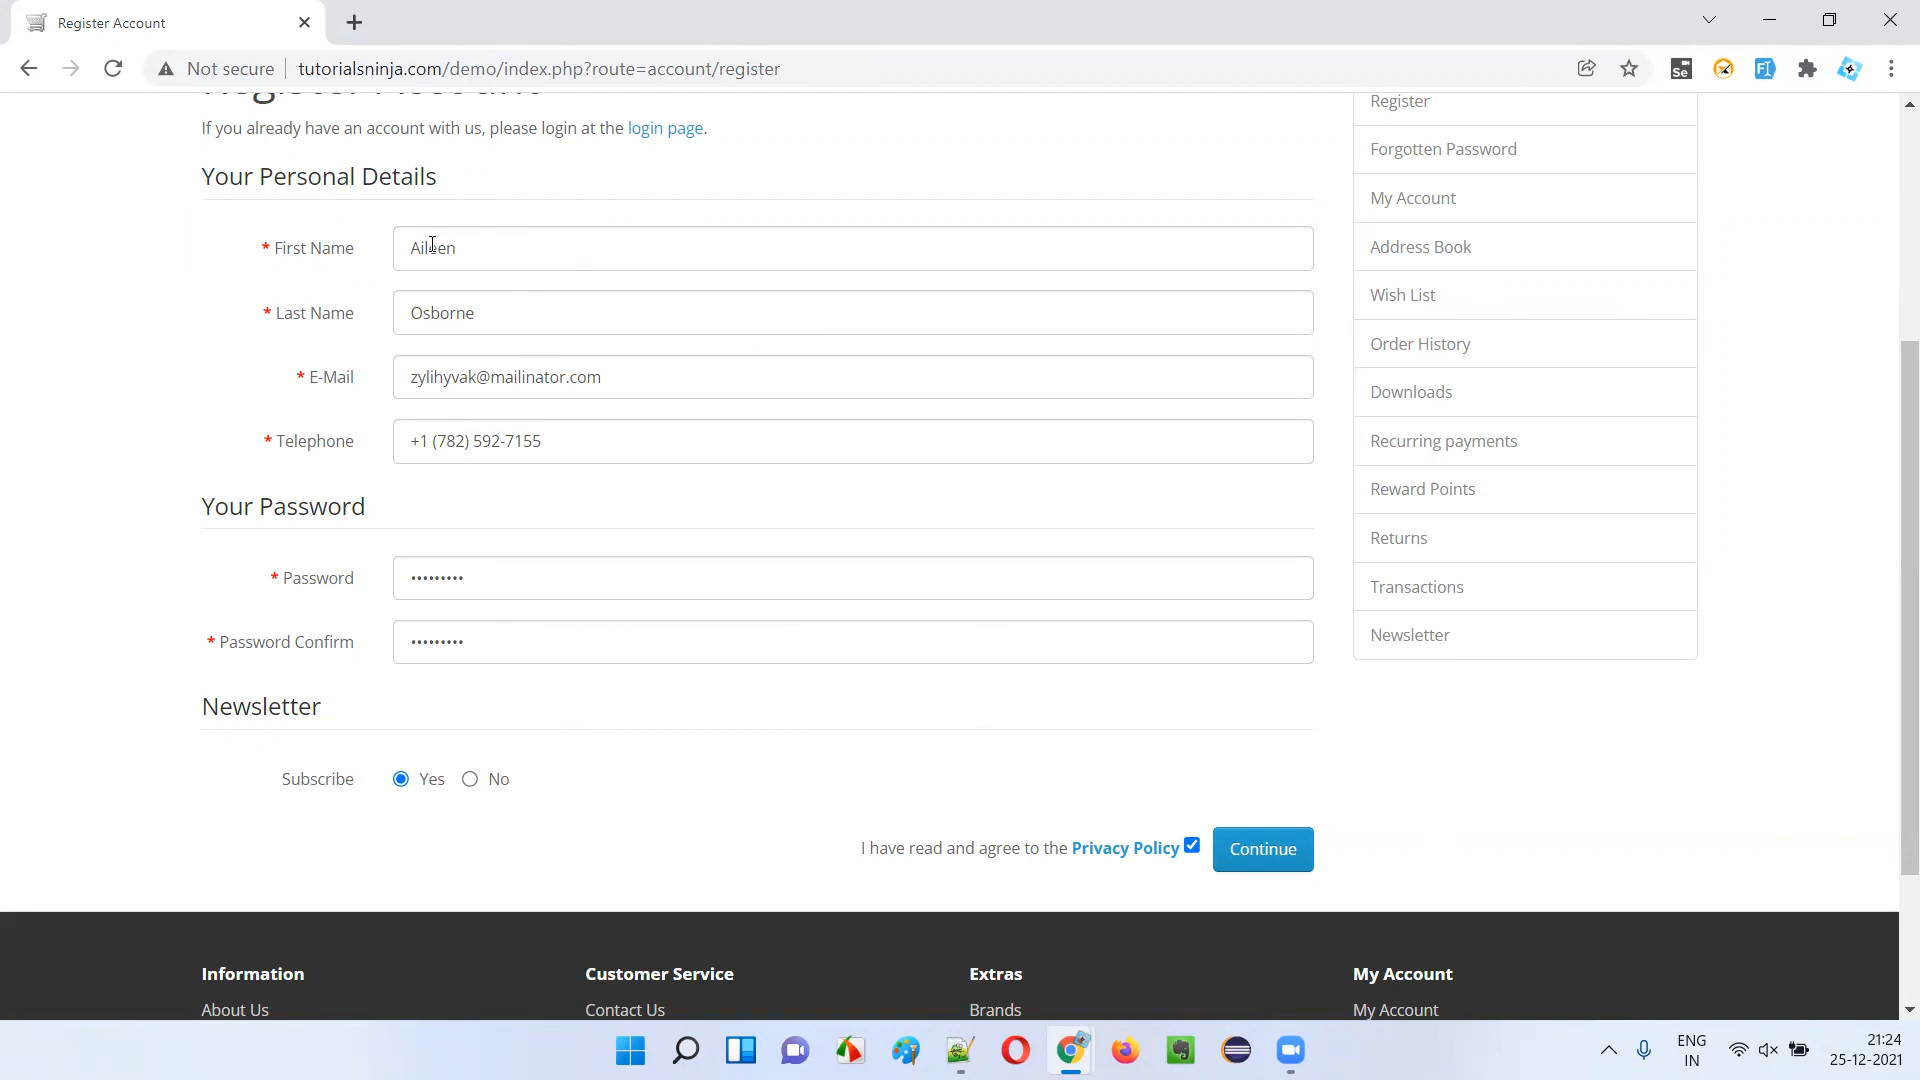 Register Account
Not secure
tutorialsninja.com/demo/index.php?route=account/register
Se
FI
Register Account
If you already have an account with us, please login at the login page.
Your Personal Details
* First Name
Aileen
* Last Name
Osborne
* E-Mail
zylihyvak@mailinator.com
* Telephone
+1 (782) 592-7155
Your Password
* Password
•••••••••
* Password Confirm
•••••••••
Newsletter
Subscribe
Yes
No
I have read and agree to the Privacy Policy
Continue
Register
Forgotten Password
My Account
Address Book
Wish List
Order History
Downloads
Recurring payments
Reward Points
Returns
Transactions
Newsletter
Information
About Us
Customer Service
Contact Us
Extras
Brands
My Account
My Account
ENG
IN
21:24
25-12-2021